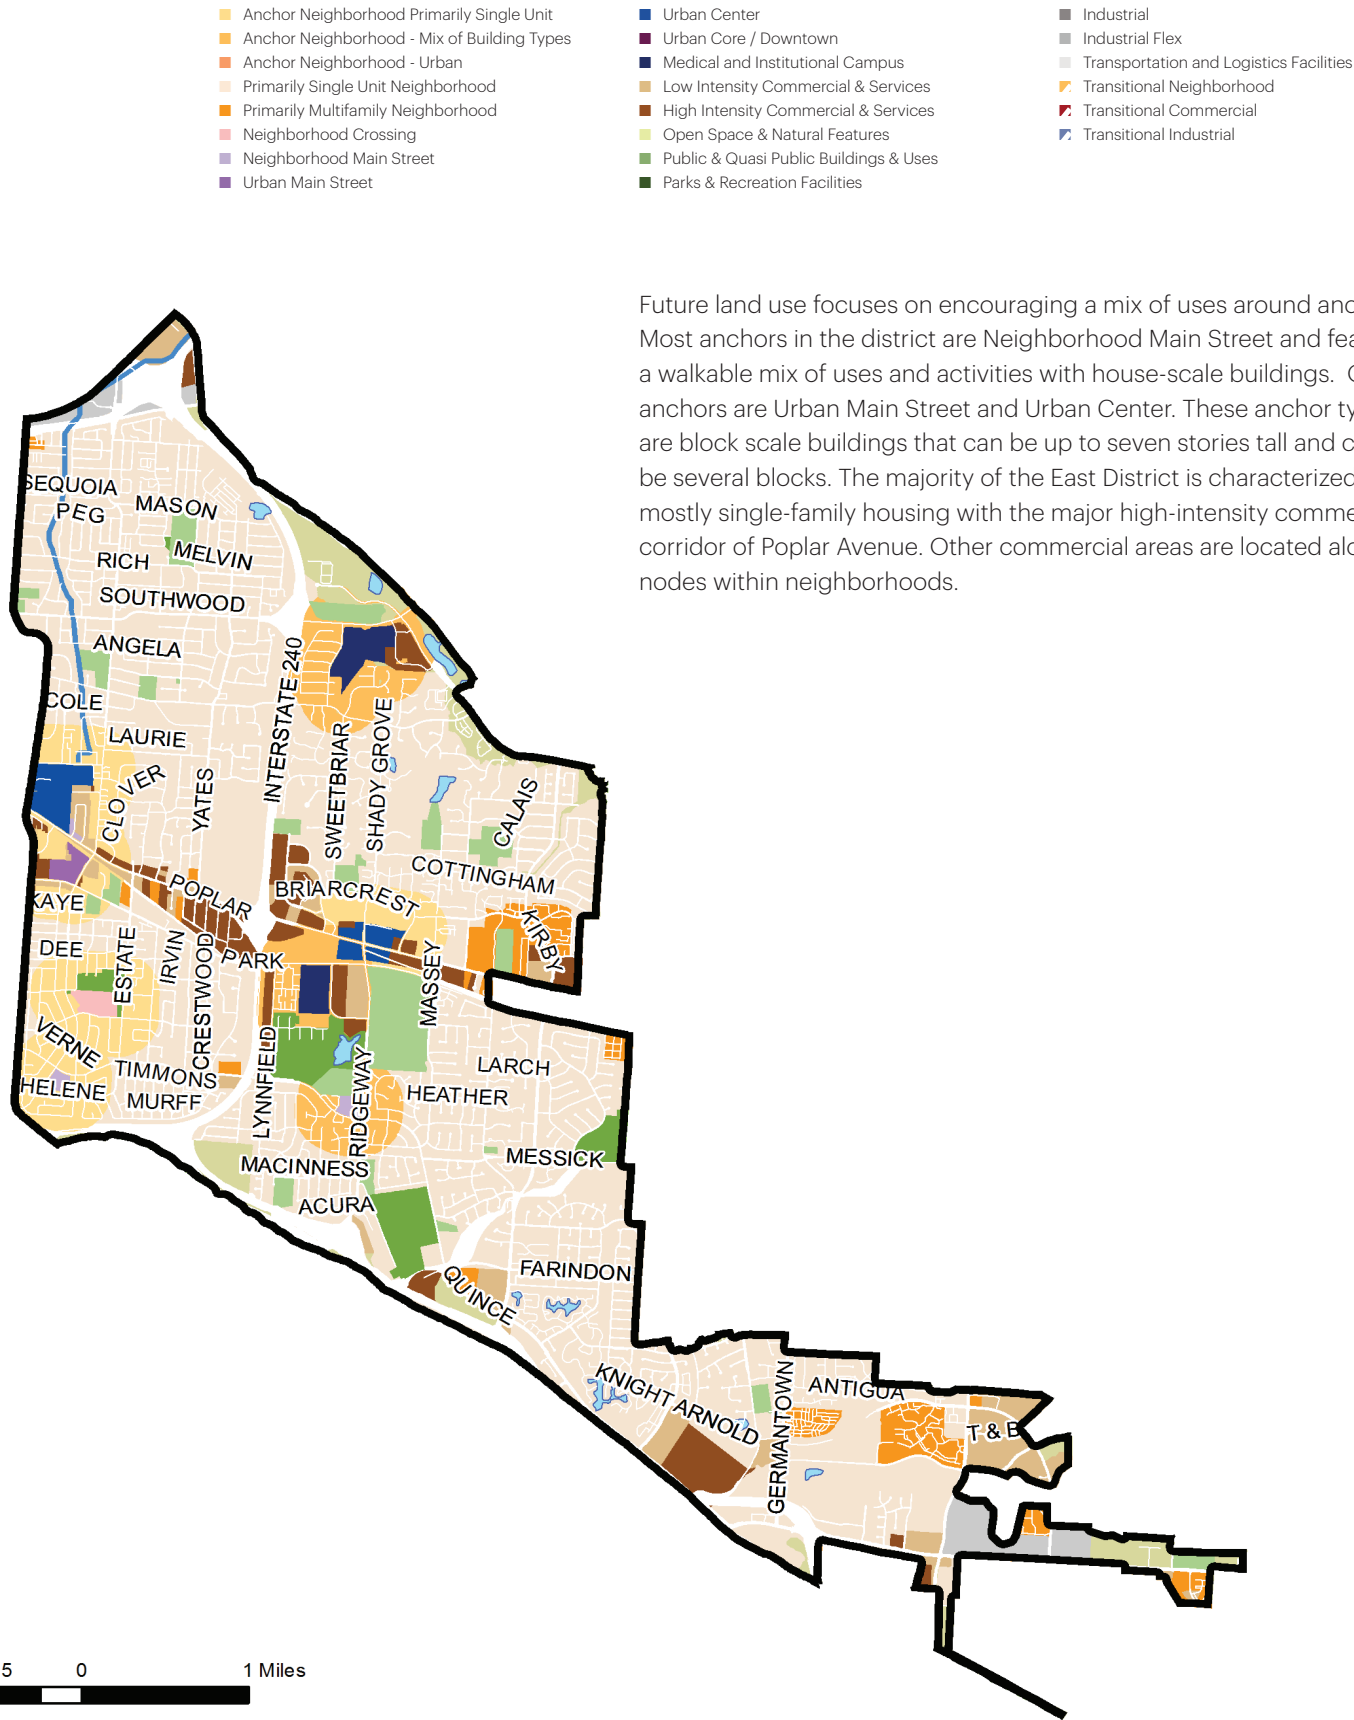 Anchor Neighborhood Primarily Single Unit
Anchor Neighborhood - Mix of Building Types
Anchor Neighborhood - Urban
Primarily Single Unit Neighborhood
Primarily Multifamily Neighborhood
Neighborhood Crossing
Neighborhood Main Street
Urban Main Street
Urban Center
Urban Core / Downtown
Medical and Institutional Campus
Low Intensity Commercial & Services
High Intensity Commercial & Services
Open Space & Natural Features
Public & Quasi Public Buildings & Uses
Parks & Recreation Facilities
Industrial
Industrial Flex
Transportation and Logistics Facilities
Transitional Neighborhood
Transitional Commercial
Transitional Industrial
Future land use focuses on encouraging a mix of uses around anc
Most anchors in the district are Neighborhood Main Street and fea
a walkable mix of uses and activities with house-scale buildings.
anchors are Urban Main Street and Urban Center. These anchor ty
are block scale buildings that can be up to seven stories tall and c
be several blocks. The majority of the East District is characterized
mostly single-family housing with the major high-intensity comme
corridor of Poplar Avenue. Other commercial areas are located alo
nodes within neighborhoods.
SEQUOIA
PEG
MASON
RICH
MELVIN
SOUTHWOOD
ANGELA
INTERSTATE 240
COLE
LAURIE
CLOVER
YATES
SWEETBRIAR
SHADY GROVE
CALAIS
COTTINGHAM
POPLAR
BRIARCREST
KAYE
KIRBY
DEE
ESTATE
IRVIN
CRESTWOOD
PARK
MASSEY
VERNE
TIMMONS
HELENE
MURFF
LYNNFIELD
RIDGEWAY
LARCH
HEATHER
MACINNESS
MESSICK
ACURA
QUINCE
FARINDON
KNIGHT ARNOLD
GERMANTOWN
ANTIGUA
T & B
5 0 1 Miles